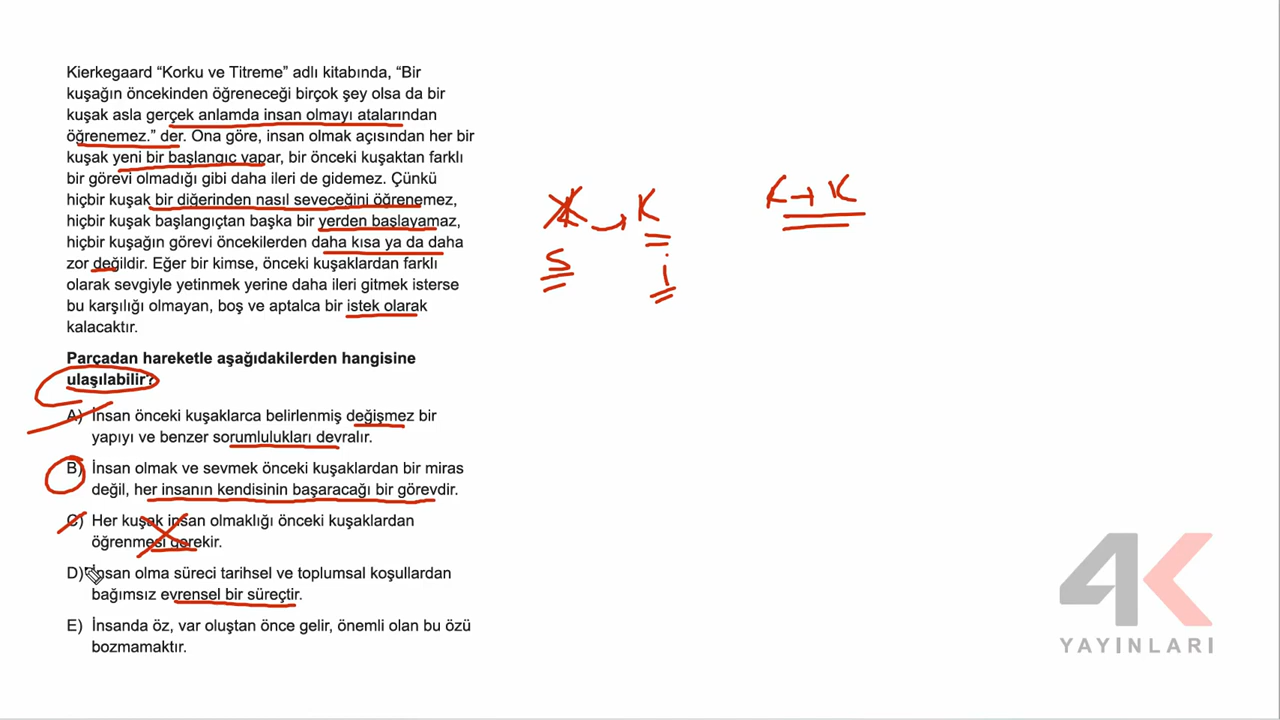 Kierkegaard “Korku ve Titreme” adlı kitabında, “Bir
kuşağın öncekinden öğreneceği birçok şey olsa da bir
kuşak asla gerçek anlamda insan olmayı atalarından
öğrenemez.” der. Ona göre, insan olmak açısından her bir
kuşak yeni bir başlangıç yapar, bir önceki kuşaktan farklı
bir görevi olmadığı gibi daha ileri de gidemez. Çünkü
hiçbir kuşak bir diğerinden nasıl seveceğini öğrenemez,
hiçbir kuşak başlangıçtan başka bir yerden başlayamaz,
hiçbir kuşağın görevi öncekilerden daha kısa ya da daha
zor değildir. Eğer bir kimse, önceki kuşaklardan farklı
olarak sevgiyle yetinmek yerine daha ileri gitmek isterse
bu karşılığı olmayan, boş ve aptalca bir istek olarak
kalacaktır.
Parçadan hareketle aşağıdakilerden hangisine
ulaşılabilir?
A) İnsan önceki kuşaklarca belirlenmiş değişmez bir
yapıyı ve benzer sorumlulukları devralır.
B) İnsan olmak ve sevmek önceki kuşaklardan bir miras
değil, her insanın kendisinin başaracağı bir görevdir.
C) Her kuşak insan olmaklığı önceki kuşaklardan
öğrenmesi gerekir.
D) İnsan olma süreci tarihsel ve toplumsal koşullardan
bağımsız evrensel bir süreçtir.
E) İnsanda öz, var oluştan önce gelir, önemli olan bu özü
bozmamaktır.
K → K
S i
K → K
4K
YAYINLARI